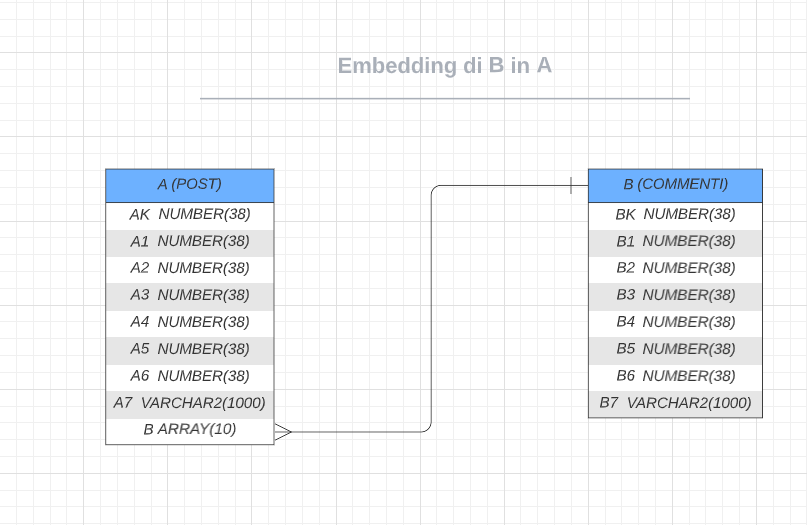 Embedding di B in A
A (POST)
AK NUMBER(38)
A1 NUMBER(38)
A2 NUMBER(38)
A3 NUMBER(38)
A4 NUMBER(38)
A5 NUMBER(38)
A6 NUMBER(38)
A7 VARCHAR2(1000)
B ARRAY(10)
B (COMMENTI)
BK NUMBER(38)
B1 NUMBER(38)
B2 NUMBER(38)
B3 NUMBER(38)
B4 NUMBER(38)
B5 NUMBER(38)
B6 NUMBER(38)
B7 VARCHAR2(1000)